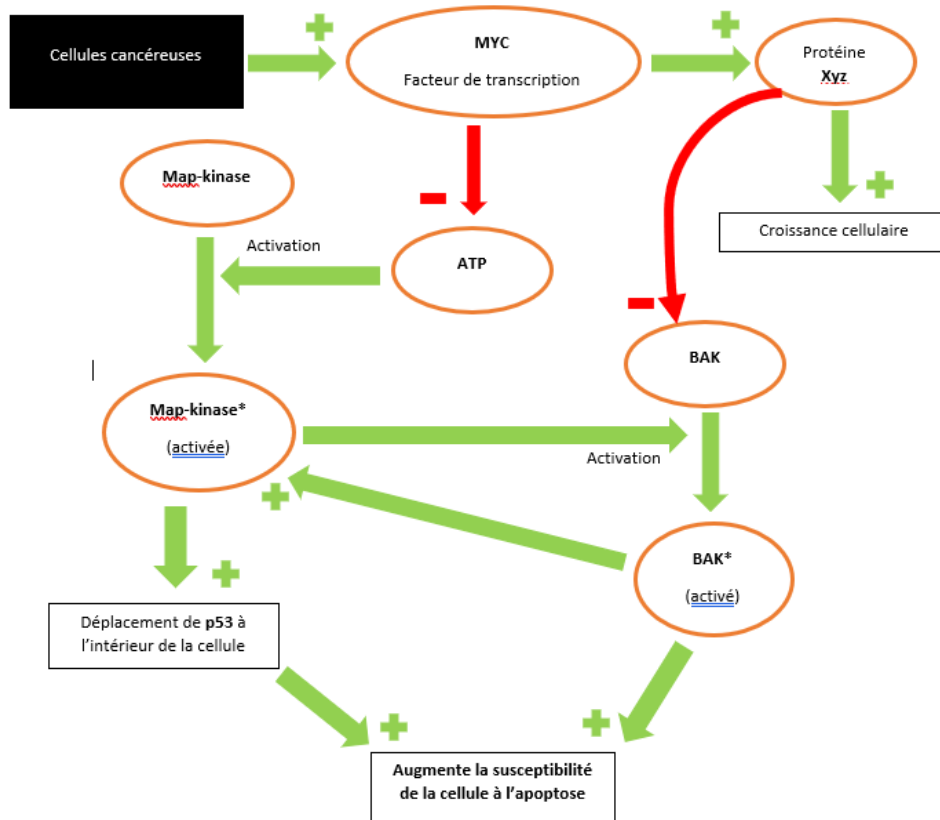 Cellules cancéreuses
MYC
Facteur de transcription
Protéine
Xyz
Map-kinase
Croissance cellulaire
Activation
ATP
BAK
Map-kinase*
(activée)
Activation
BAK*
(activé)
Déplacement de p53 à
l'intérieur de la cellule
Augmente la susceptibilité
de la cellule à l'apoptose